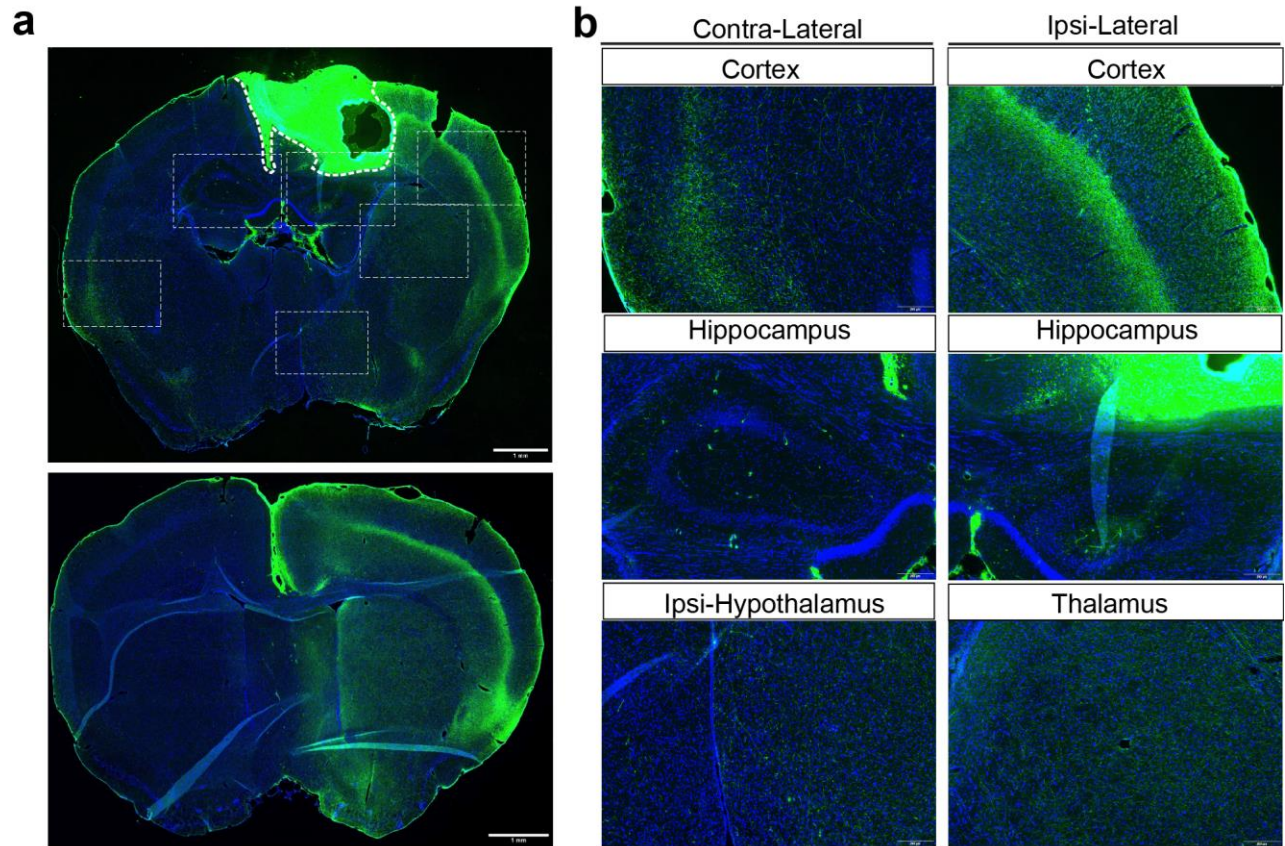 a
1 mm
1 mm
b
Contra-Lateral
Ipsi-Lateral
Cortex
Cortex
Hippocampus
Hippocampus
Ipsi-Hypothalamus
Thalamus